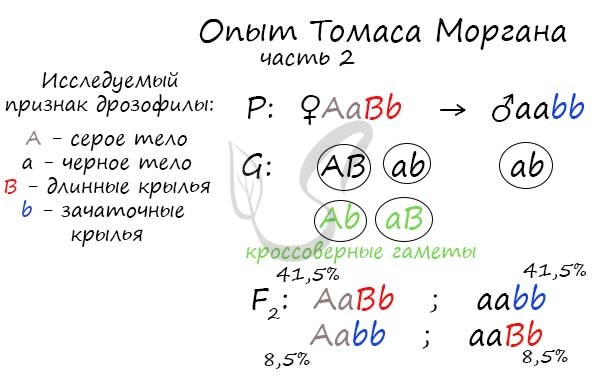 Опыт Томаса Моргана
часть 2
Исследуемый
признак дрозофилы:
A - серое тело
a - черное тело
B - длинные крылья
b - зачаточные
крылья
P: ♀AaBb → ♂aabb
G: AB ab ab
Ab aB
кроссоверные гаметы
41,5% 41,5%
F₂: AaBb ; aabb
Aabb ; aaBb
8,5% 8,5%